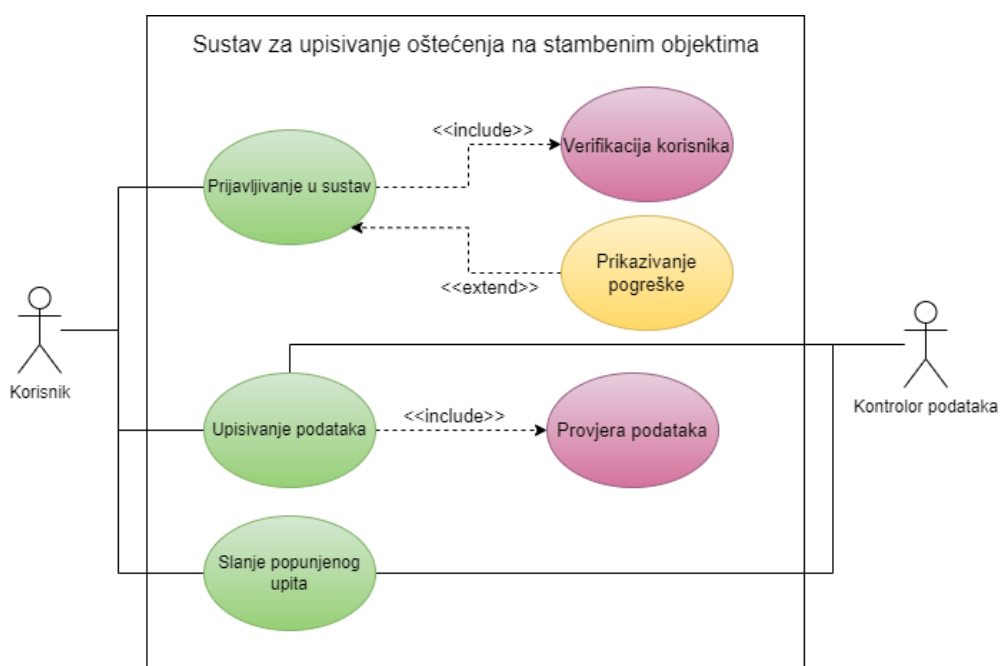 Sustav za upisivanje oštećenja na stambenim objektima
<<include>>
Verifikacija korisnika
Prijavljivanje u sustav
Prikazivanje
pogreške
<<extend>>
Korisnik
Kontrolor podataka
<<include>>
Upisivanje podataka
Provjera podataka
Slanje popunjenog
upita